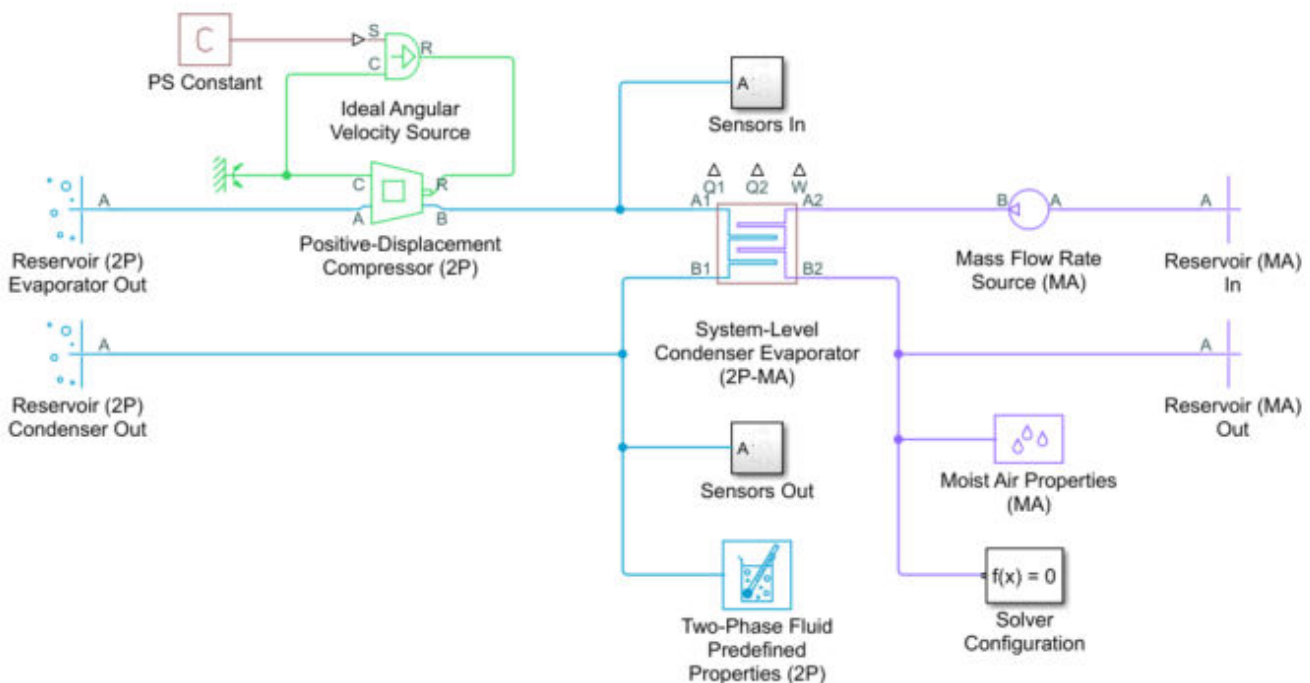 C
S
R
C
PS Constant
Ideal Angular
Velocity Source
A
Sensors In
C
R
A
A
B
Positive-Displacement
Compressor (2P)
Reservoir (2P)
Evaporator Out
Q1 Q2 W
A1 A2
B1 B2
System-Level
Condenser Evaporator
(2P-MA)
B A
Mass Flow Rate
Source (MA)
A
Reservoir (MA)
In
A
Reservoir (2P)
Condenser Out
A
Reservoir (MA)
Out
A
Sensors Out
Moist Air Properties
(MA)
Two-Phase Fluid
Predefined
Properties (2P)
f(x) = 0
Solver
Configuration